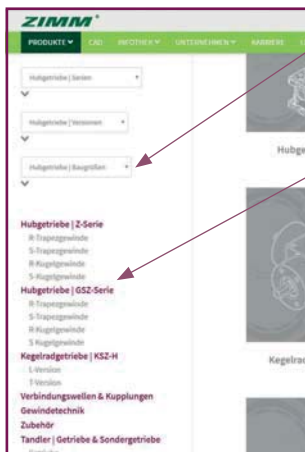 ZIMM
PRODUKTE CAD INFOTHEK UNTERNEHMEN KARRIERE
Hubgetriebe | Serien
Hubgetriebe | Versionen
Hubgetriebe | Baugrößen
Hubgetriebe | Z-Serie
R-Trapezgewinde
S-Trapezgewinde
R-Kugelgewinde
S-Kugelgewinde
Hubgetriebe | GSZ-Serie
R-Trapezgewinde
S-Trapezgewinde
R-Kugelgewinde
S Kugelgewinde
Kegelradgetriebe | KSZ-H
L-Version
T-Version
Verbindungswellen & Kupplungen
Gewindetechnik
Zubehör
Tandler | Getriebe & Sondergetriebe
Hubge
Kegelrad